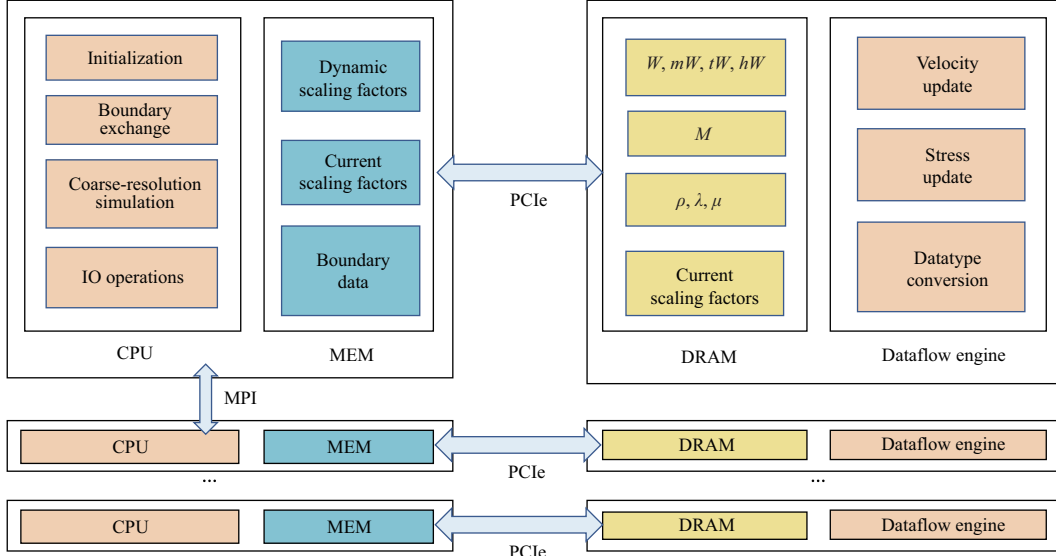 Initialization
Boundary
exchange
Coarse-resolution
simulation
IO operations
CPU
Dynamic
scaling factors
Current
scaling factors
Boundary
data
MEM
PCIe
W, mW, tW, hW
M
ρ, λ, μ
Current
scaling factors
DRAM
Velocity
update
Stress
update
Datatype
conversion
Dataflow engine
MPI
CPU
MEM
PCIe
DRAM
Dataflow engine
...
...
CPU
MEM
PCIe
DRAM
Dataflow engine